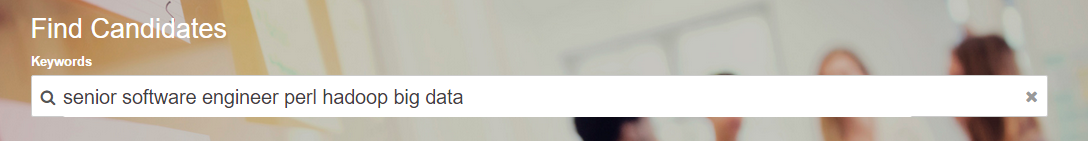 Find Candidates
Keywords
senior software engineer perl hadoop big data